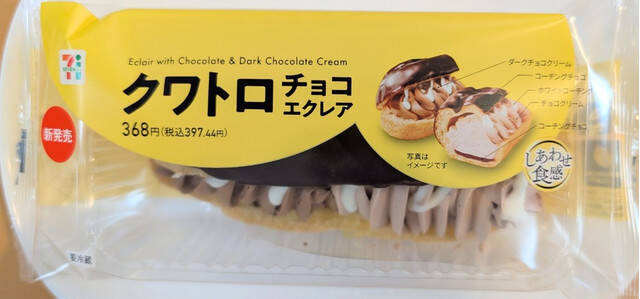 Eclair with Chocolate & Dark Chocolate Cream
クワトロ チョコ
エクレア
368円(税込397.44円)
新発売
ダークチョコクリーム
コーチングチョコ
ホワイトコーチング
チョコクリーム
コーチングチョコ
写真は
イメージです
しあわせ
食感
要冷蔵